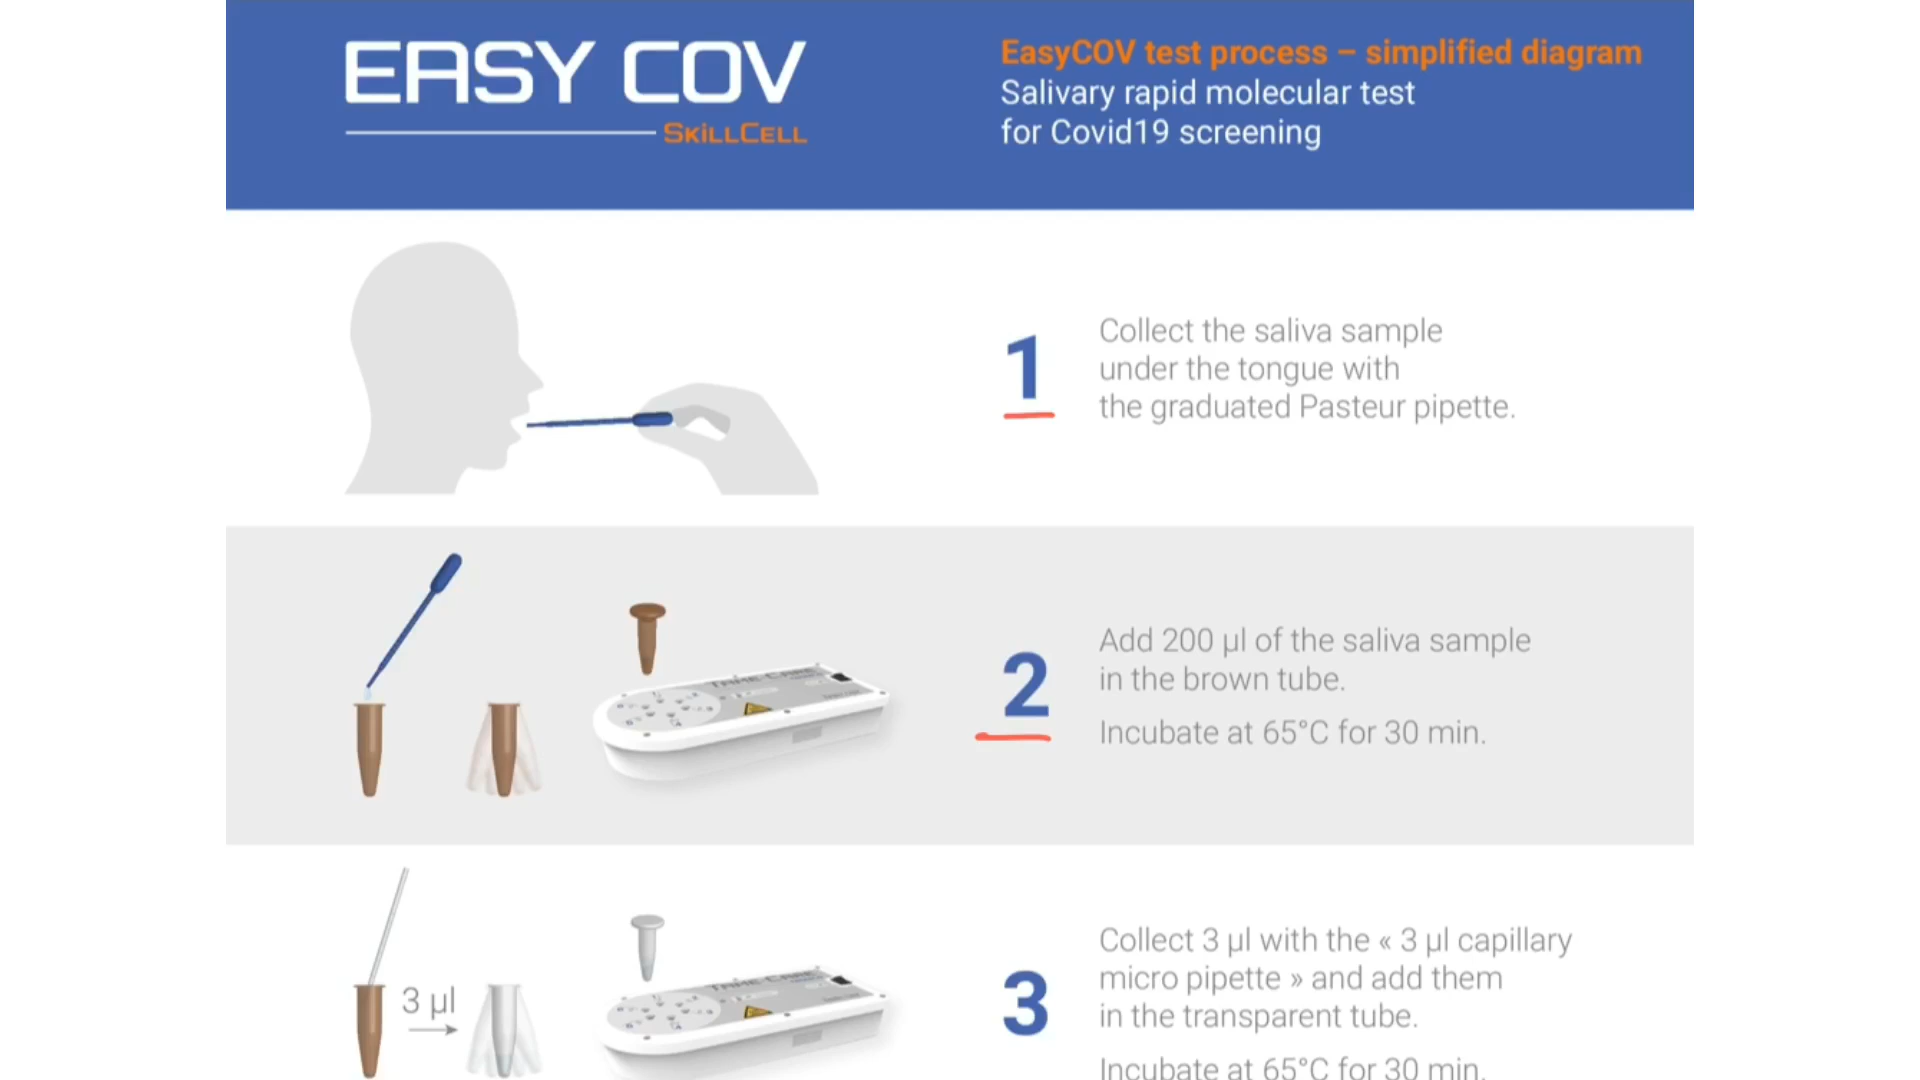 EASY COV
SKiLLCELL
EasyCOV test process – simplified diagram
Salivary rapid molecular test
for Covid19 screening
1
Collect the saliva sample
under the tongue with
the graduated Pasteur pipette.
2
Add 200 µl of the saliva sample
in the brown tube.
Incubate at 65°C for 30 min.
3 µl
3
Collect 3 µl with the « 3 µl capillary
micro pipette » and add them
in the transparent tube.
Incubate at 65°C for 30 min.